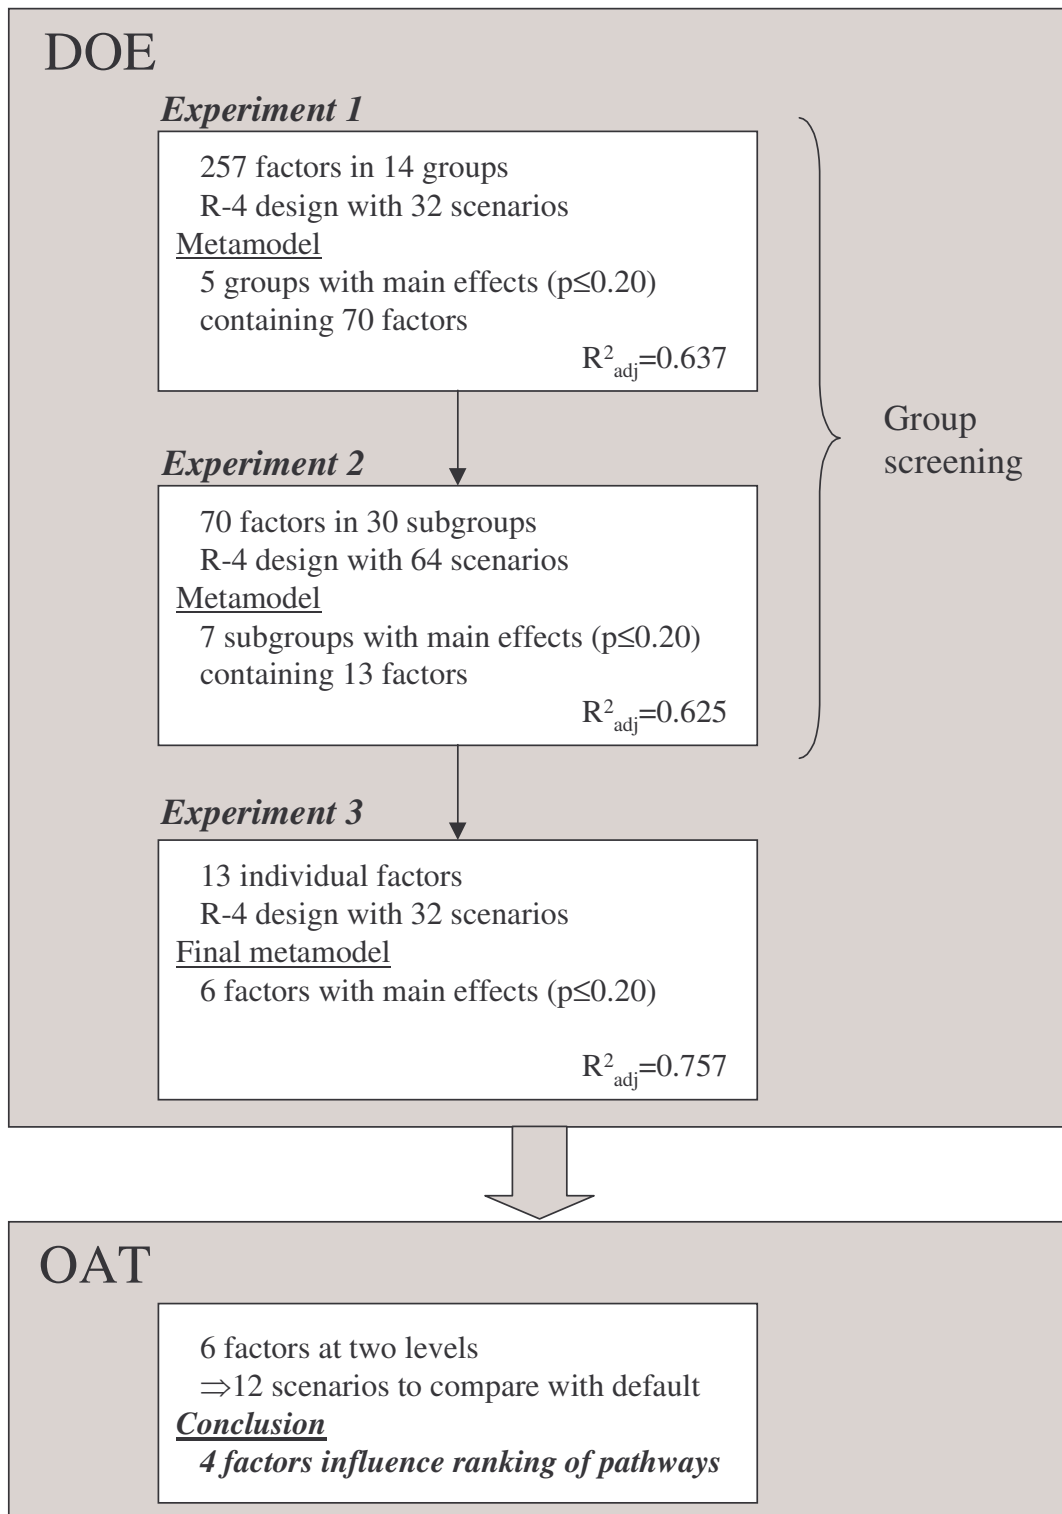 DOE
Experiment 1
257 factors in 14 groups
R-4 design with 32 scenarios
Metamodel
5 groups with main effects (p≤0.20)
containing 70 factors
R²adj=0.637
Group
screening
Experiment 2
70 factors in 30 subgroups
R-4 design with 64 scenarios
Metamodel
7 subgroups with main effects (p≤0.20)
containing 13 factors
R²adj=0.625
Experiment 3
13 individual factors
R-4 design with 32 scenarios
Final metamodel
6 factors with main effects (p≤0.20)
R²adj=0.757
OAT
6 factors at two levels
⇒12 scenarios to compare with default
Conclusion
4 factors influence ranking of pathways